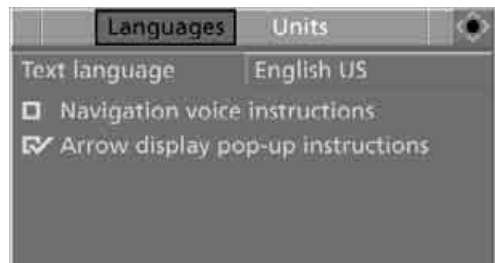 Languages Units
Text language English US
Navigation voice instructions
Arrow display pop-up instructions